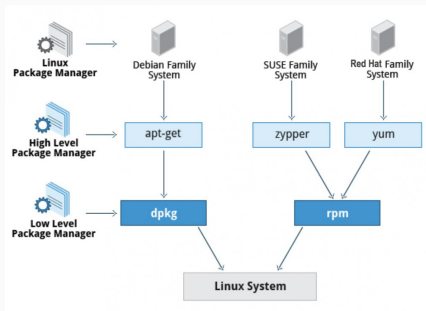 Linux
Package Manager
Debian Family
System
SUSE Family
System
Red Hat Family
System
High Level
Package Manager
apt-get
zypper
yum
Low Level
Package Manager
dpkg
rpm
Linux System